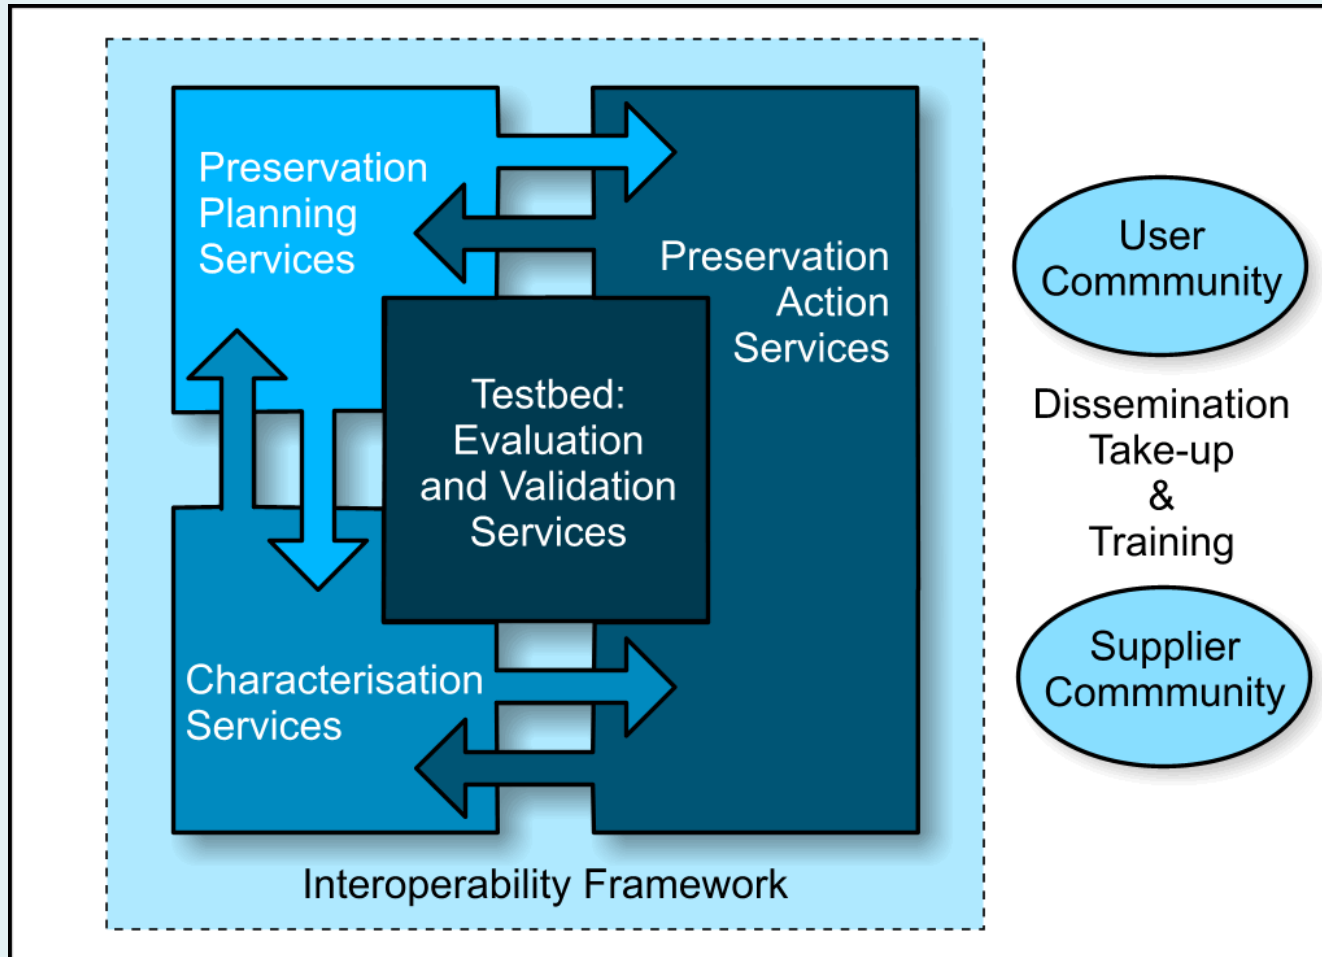 Preservation
Planning
Services
Preservation
Action
Services
Testbed:
Evaluation
and Validation
Services
Characterisation
Services
Interoperability Framework
User
Commmunity
Dissemination
Take-up
&
Training
Supplier
Commmunity